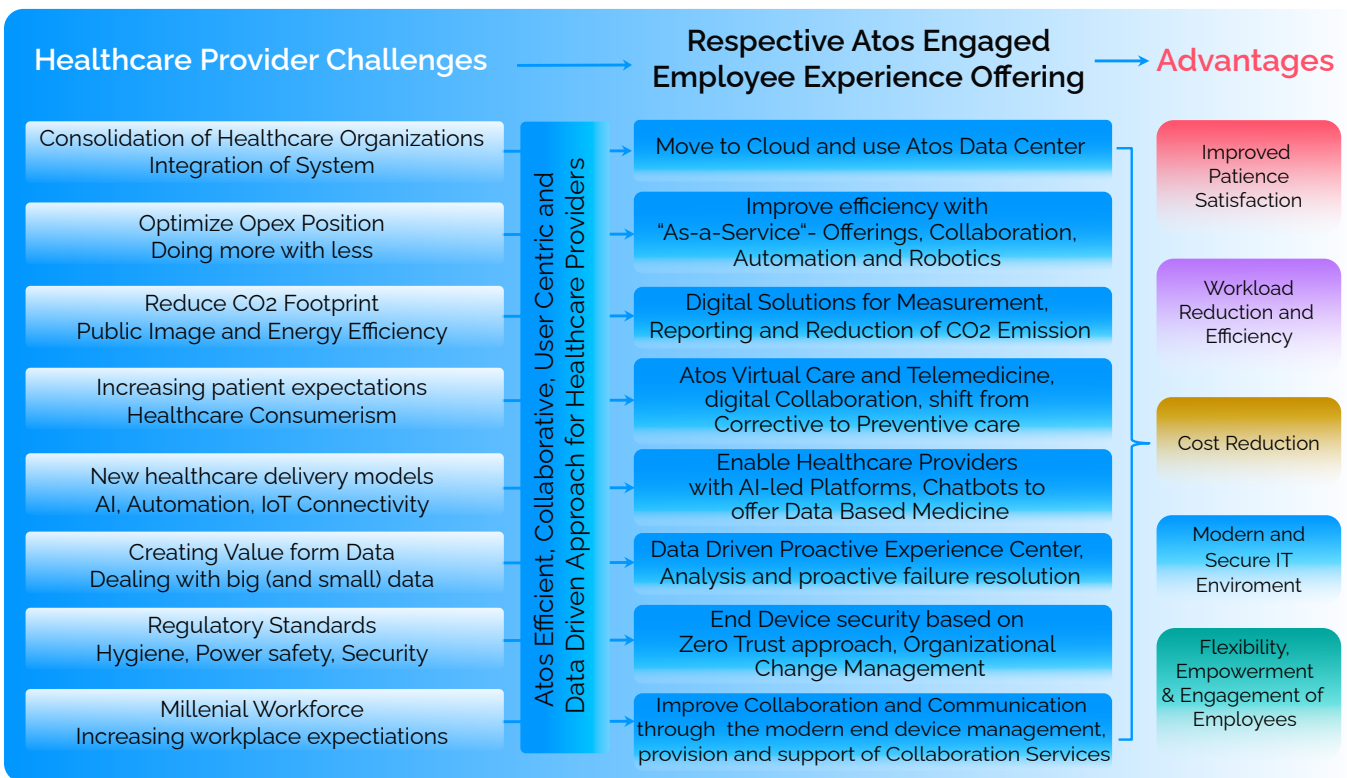 Healthcare Provider Challenges
Respective Atos Engaged
Employee Experience Offering
Advantages
Consolidation of Healthcare Organizations
Integration of System
Optimize Opex Position
Doing more with less
Reduce CO2 Footprint
Public Image and Energy Efficiency
Increasing patient expectations
Healthcare Consumerism
New healthcare delivery models
AI, Automation, IoT Connectivity
Creating Value form Data
Dealing with big (and small) data
Regulatory Standards
Hygiene, Power safety, Security
Millenial Workforce
Increasing workplace expectiations
Atos Efficient, Collaborative, User Centric and
Data Driven Approach for Healthcare Providers
Move to Cloud and use Atos Data Center
Improve efficiency with
“As-a-Service“- Offerings, Collaboration,
Automation and Robotics
Digital Solutions for Measurement,
Reporting and Reduction of CO2 Emission
Atos Virtual Care and Telemedicine,
digital Collaboration, shift from
Corrective to Preventive care
Enable Healthcare Providers
with AI-led Platforms, Chatbots to
offer Data Based Medicine
Data Driven Proactive Experience Center,
Analysis and proactive failure resolution
End Device security based on
Zero Trust approach, Organizational
Change Management
Improve Collaboration and Communication
through the modern end device management,
provision and support of Collaboration Services
Improved
Patience
Satisfaction
Workload
Reduction and
Efficiency
Cost Reduction
Modern and
Secure IT
Enviroment
Flexibility,
Empowerment
& Engagement of
Employees